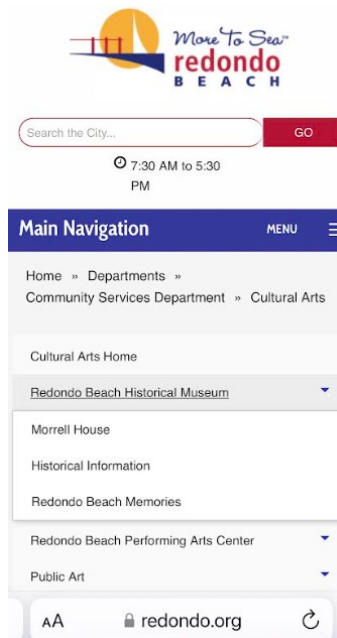 More To Sea™
redondo
BEACH
Search the City...
GO
7:30 AM to 5:30
PM
Main Navigation
MENU
Home » Departments »
Community Services Department » Cultural Arts
Cultural Arts Home
Redondo Beach Historical Museum
Morrell House
Historical Information
Redondo Beach Memories
Redondo Beach Performing Arts Center
Public Art
AA redondo.org